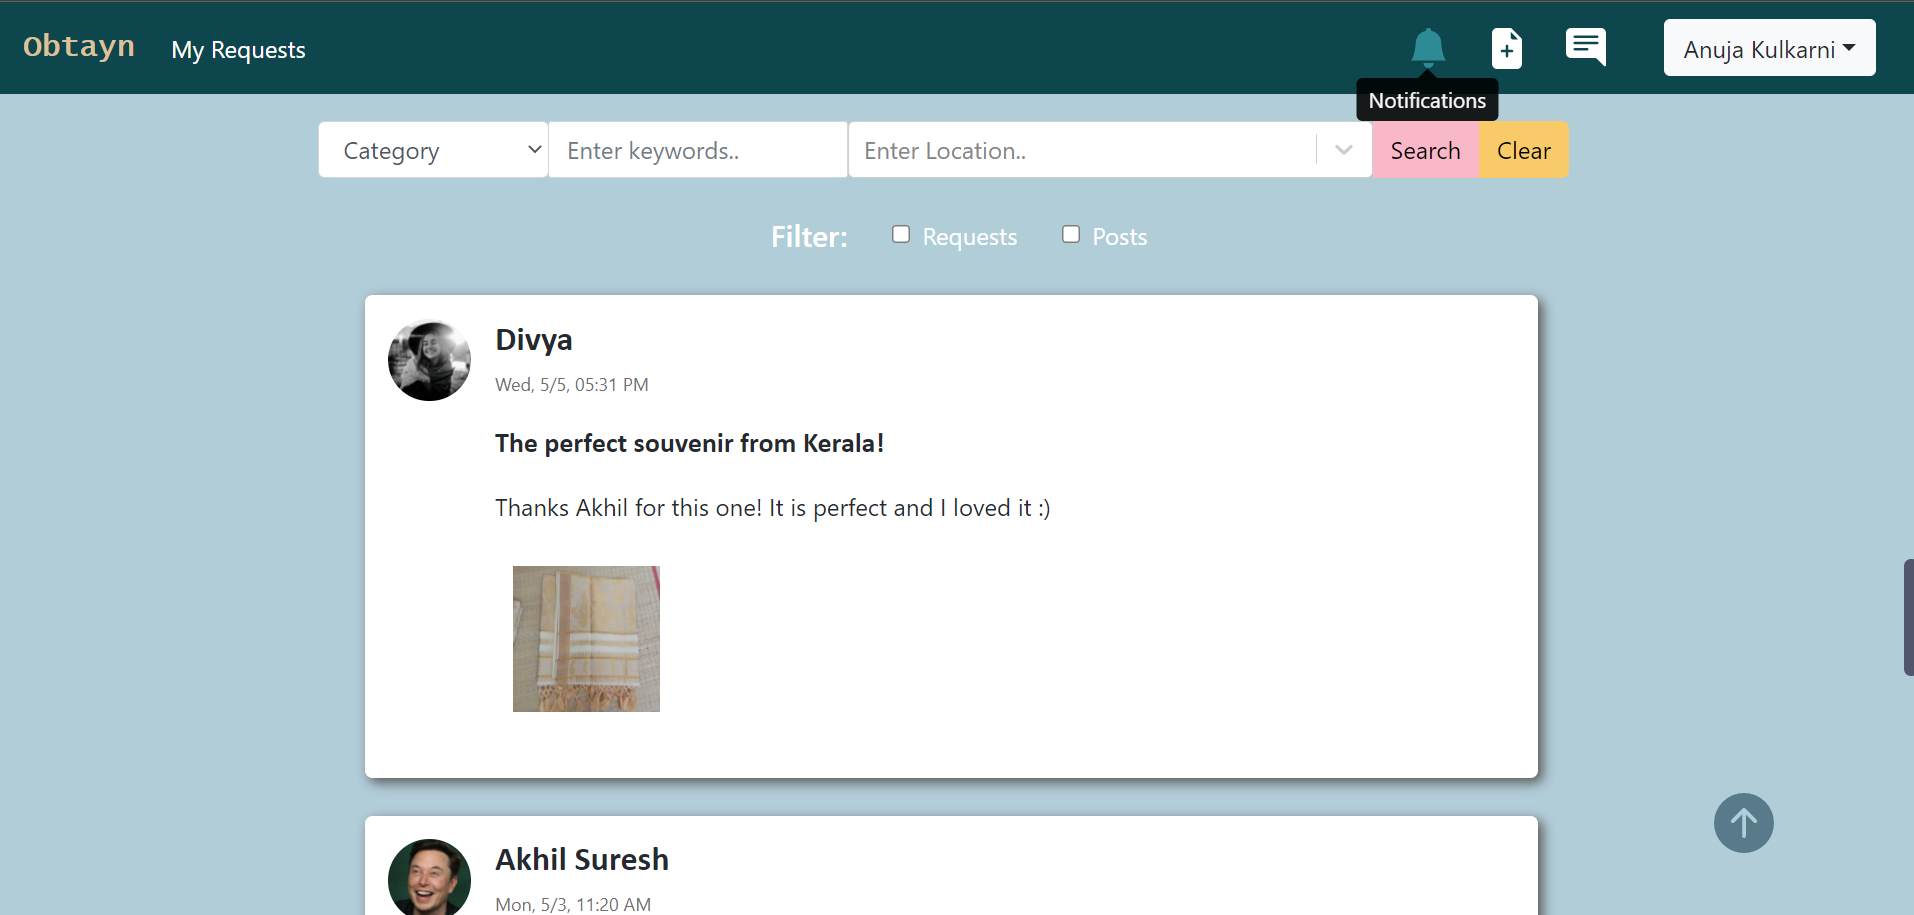 Obtayn My Requests Anuja Kulkarni
Notifications
Category Enter keywords.. Enter Location.. Search Clear
Filter: Requests Posts
Divya
Wed, 5/5, 05:31 PM
The perfect souvenir from Kerala!
Thanks Akhil for this one! It is perfect and I loved it :)
Akhil Suresh
Mon, 5/3, 11:20 AM